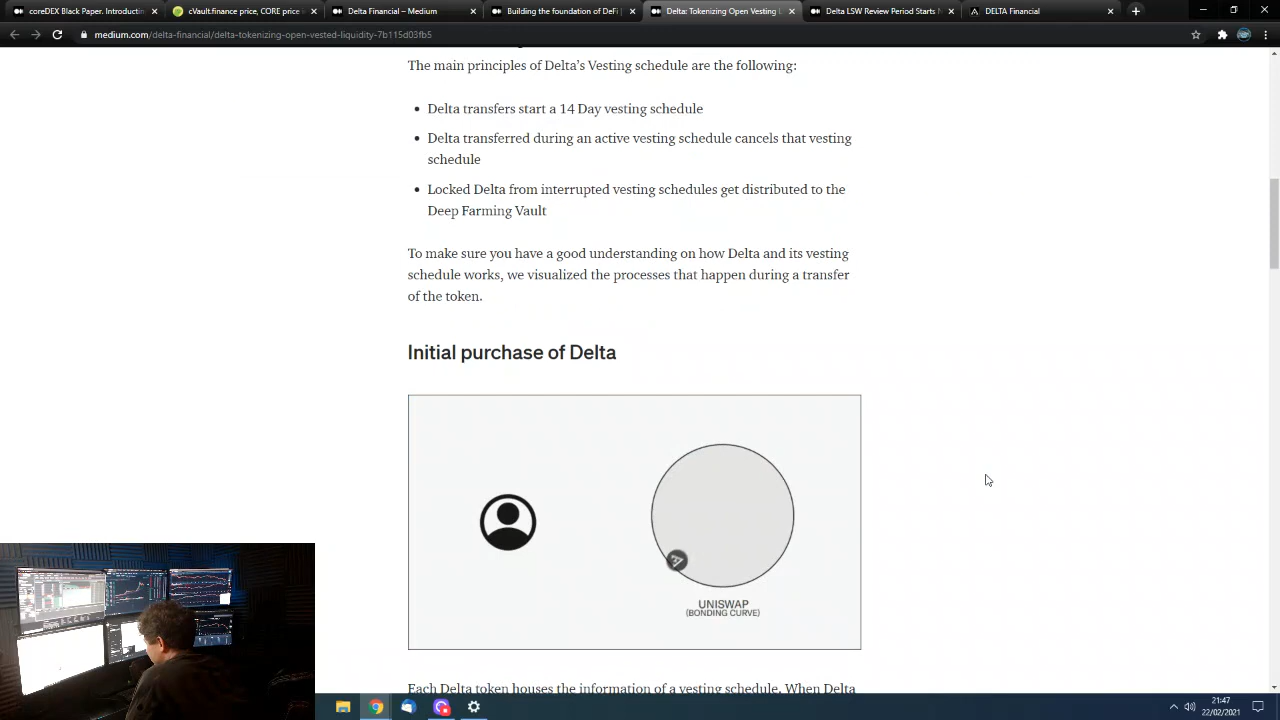 coreDEX Black Paper. Introducti
cVault.finance price, CORE price
Delta Financial – Medium
Building the foundation of DeFi |
Delta: Tokenizing Open Vesting L
Delta LSW Review Period Starts N
DELTA Financial
medium.com/delta-financial/delta-tokenizing-open-vested-liquidity-7b115d03fb5
The main principles of Delta’s Vesting schedule are the following:
Delta transfers start a 14 Day vesting schedule
Delta transferred during an active vesting schedule cancels that vesting
schedule
Locked Delta from interrupted vesting schedules get distributed to the
Deep Farming Vault
To make sure you have a good understanding on how Delta and its vesting
schedule works, we visualized the processes that happen during a transfer
of the token.
Initial purchase of Delta
UNISWAP
(BONDING CURVE)
Each Delta token houses the information of a vesting schedule. When Delta
21:47
22/02/2021